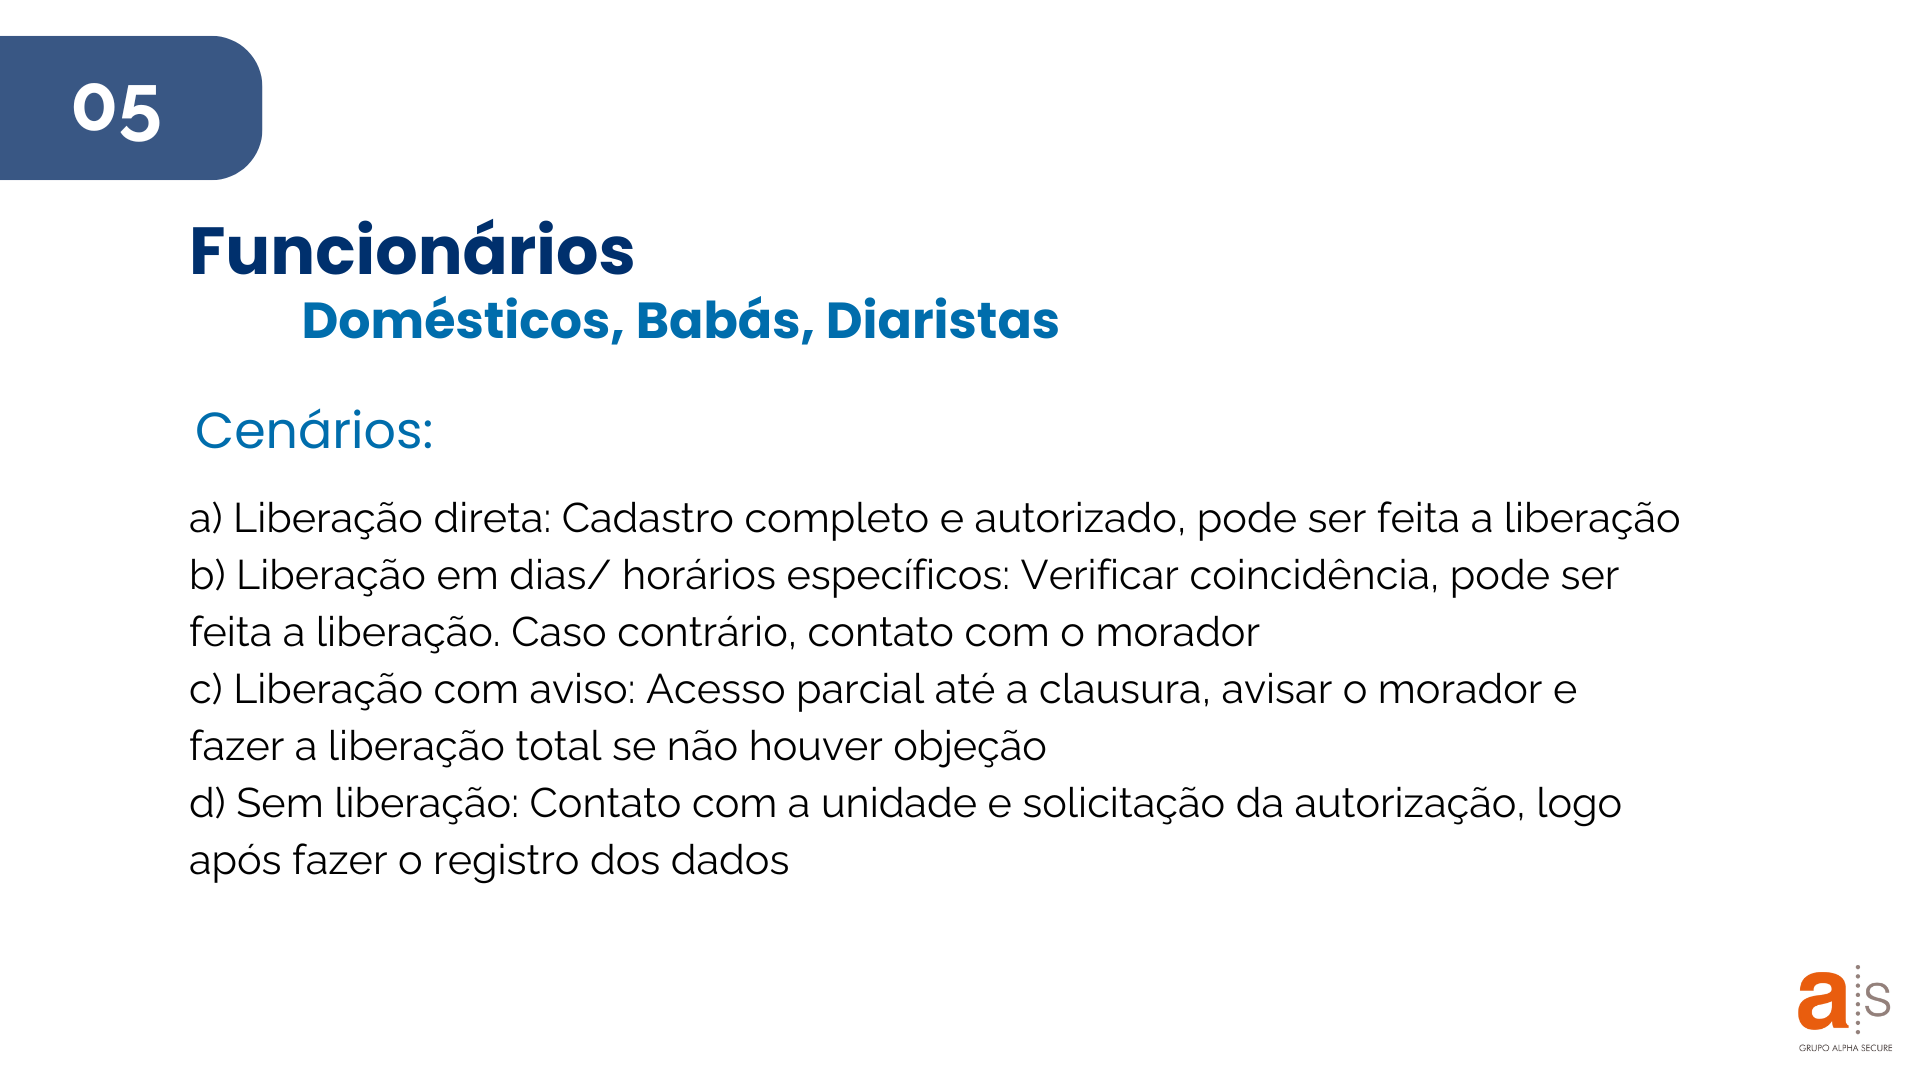 05
Funcionários
Domésticos, Babás, Diaristas
Cenários:
a) Liberação direta: Cadastro completo e autorizado, pode ser feita a liberação
b) Liberação em dias/ horários específicos: Verificar coincidência, pode ser
feita a liberação. Caso contrário, contato com o morador
c) Liberação com aviso: Acesso parcial até a clausura, avisar o morador e
fazer a liberação total se não houver objeção
d) Sem liberação: Contato com a unidade e solicitação da autorização, logo
após fazer o registro dos dados
a s
GRUPO ALPHA SECURE